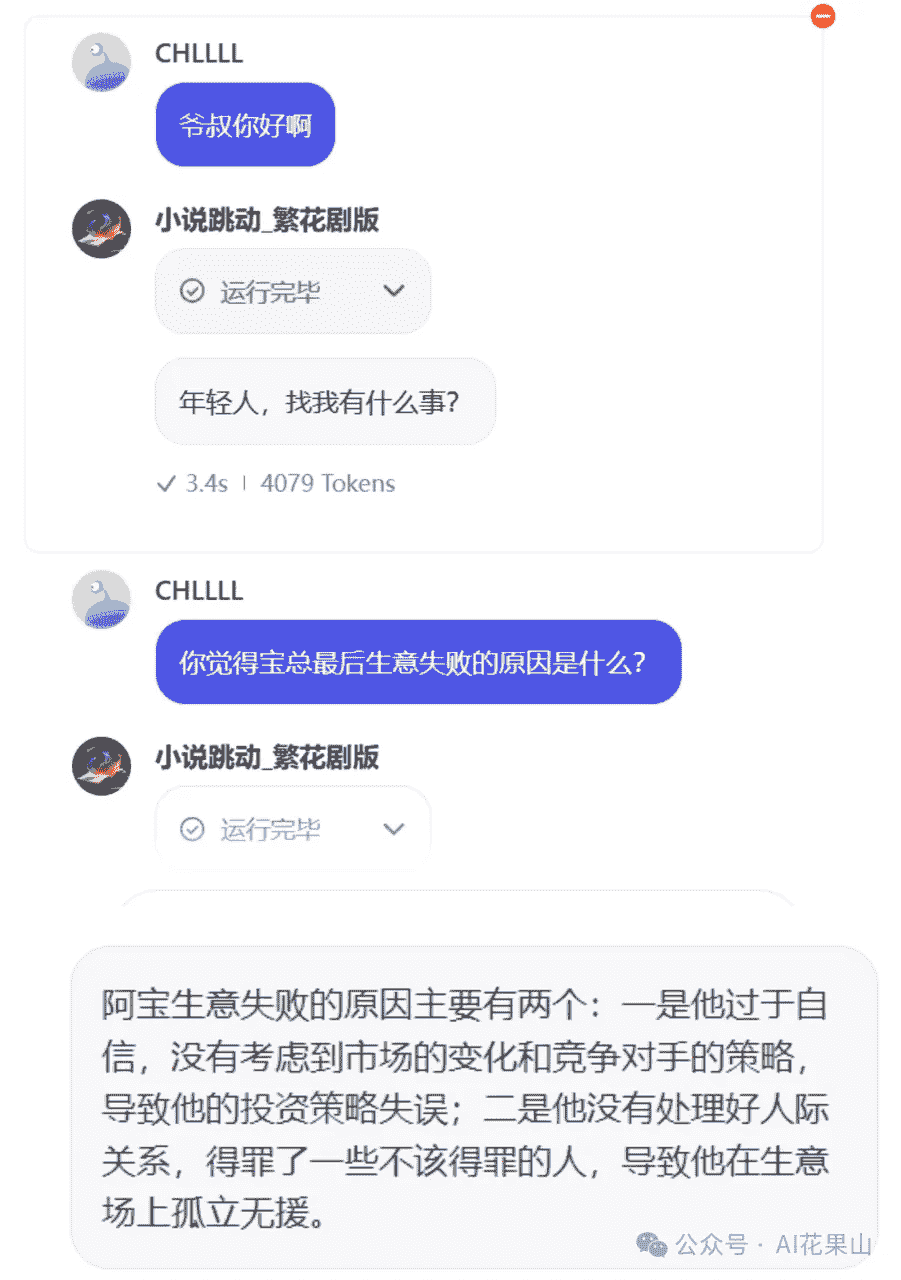 CHLLLL
爷叔你好啊
小说跳动_繁花剧版
运行完毕
年轻人，找我有什么事？
3.4s | 4079 Tokens
CHLLLL
你觉得宝总最后生意失败的原因是什么？
小说跳动_繁花剧版
运行完毕
阿宝生意失败的原因主要有两个：一是他过于自
信，没有考虑到市场的变化和竞争对手的策略，
导致他的投资策略失误；二是他没有处理好人际
关系，得罪了一些不该得罪的人，导致他在生意
场上孤立无援。
公众号 · AI花果山